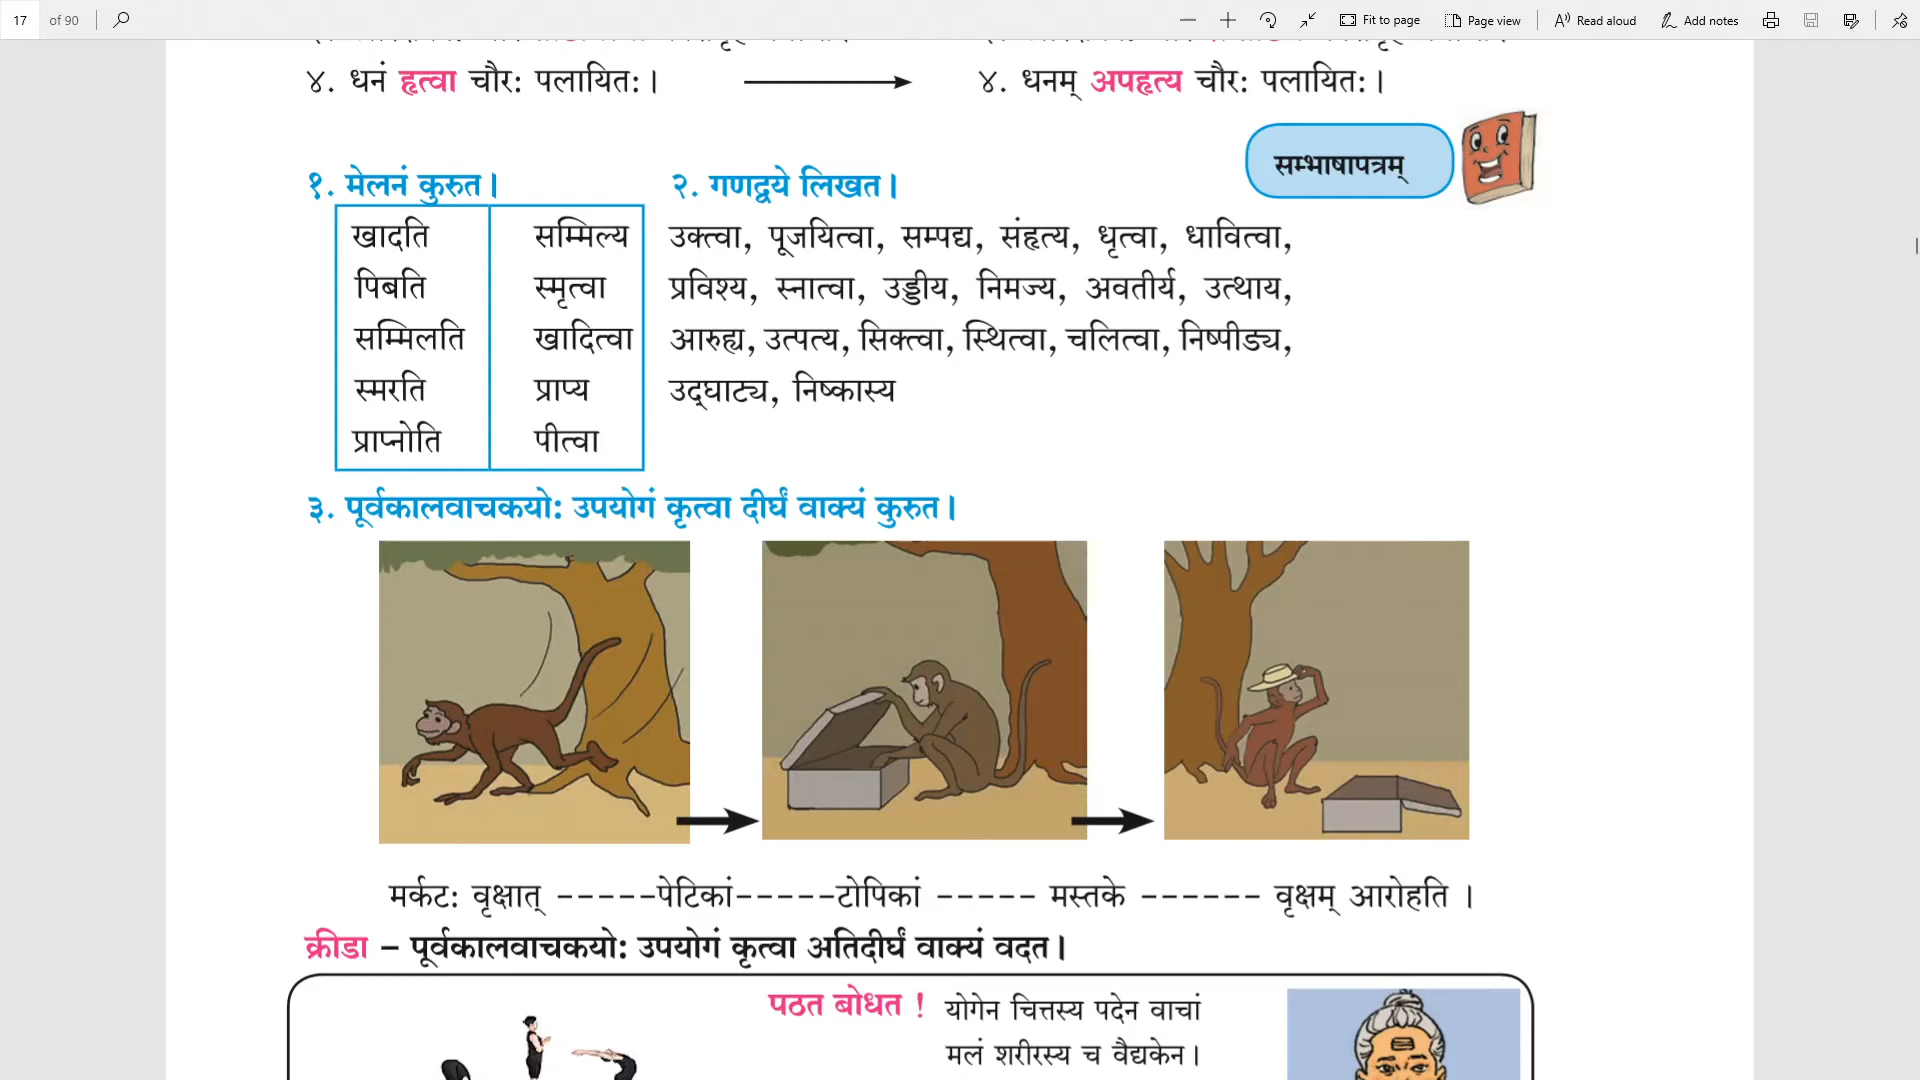 17 of 90 Fit to page Page view Read aloud Add notes
४. धनं हृत्वा चौरः पलायितः। ४. धनम् अपहृत्य चौरः पलायितः।
सम्भाषापत्रम्
१. मेलनं कुरुत।
खादति सम्मिल्य
पिबति स्मृत्वा
सम्मिलति खादित्वा
स्मरति प्राप्य
प्राप्नोति पीत्वा
२. गणद्वये लिखत।
उक्त्वा, पूजयित्वा, सम्पद्य, संहृत्य, धृत्वा, धावित्वा,
प्रविश्य, स्नात्वा, उड्डीय, निमज्य, अवतीर्य, उत्थाय,
आरुह्य, उत्पत्य, सिक्त्वा, स्थित्वा, चलित्वा, निष्पीड्य,
उद्घाट्य, निष्कास्य
३. पूर्वकालवाचकयोः उपयोगं कृत्वा दीर्घं वाक्यं कुरुत।
मर्कटः वृक्षात् -----पेटिकां-----टोपिकां ----- मस्तके ------ वृक्षम् आरोहति ।
क्रीडा – पूर्वकालवाचकयोः उपयोगं कृत्वा अतिदीर्घं वाक्यं वदत।
पठत बोधत ! योगेन चित्तस्य पदेन वाचां
मलं शरीरस्य च वैद्यकेन।